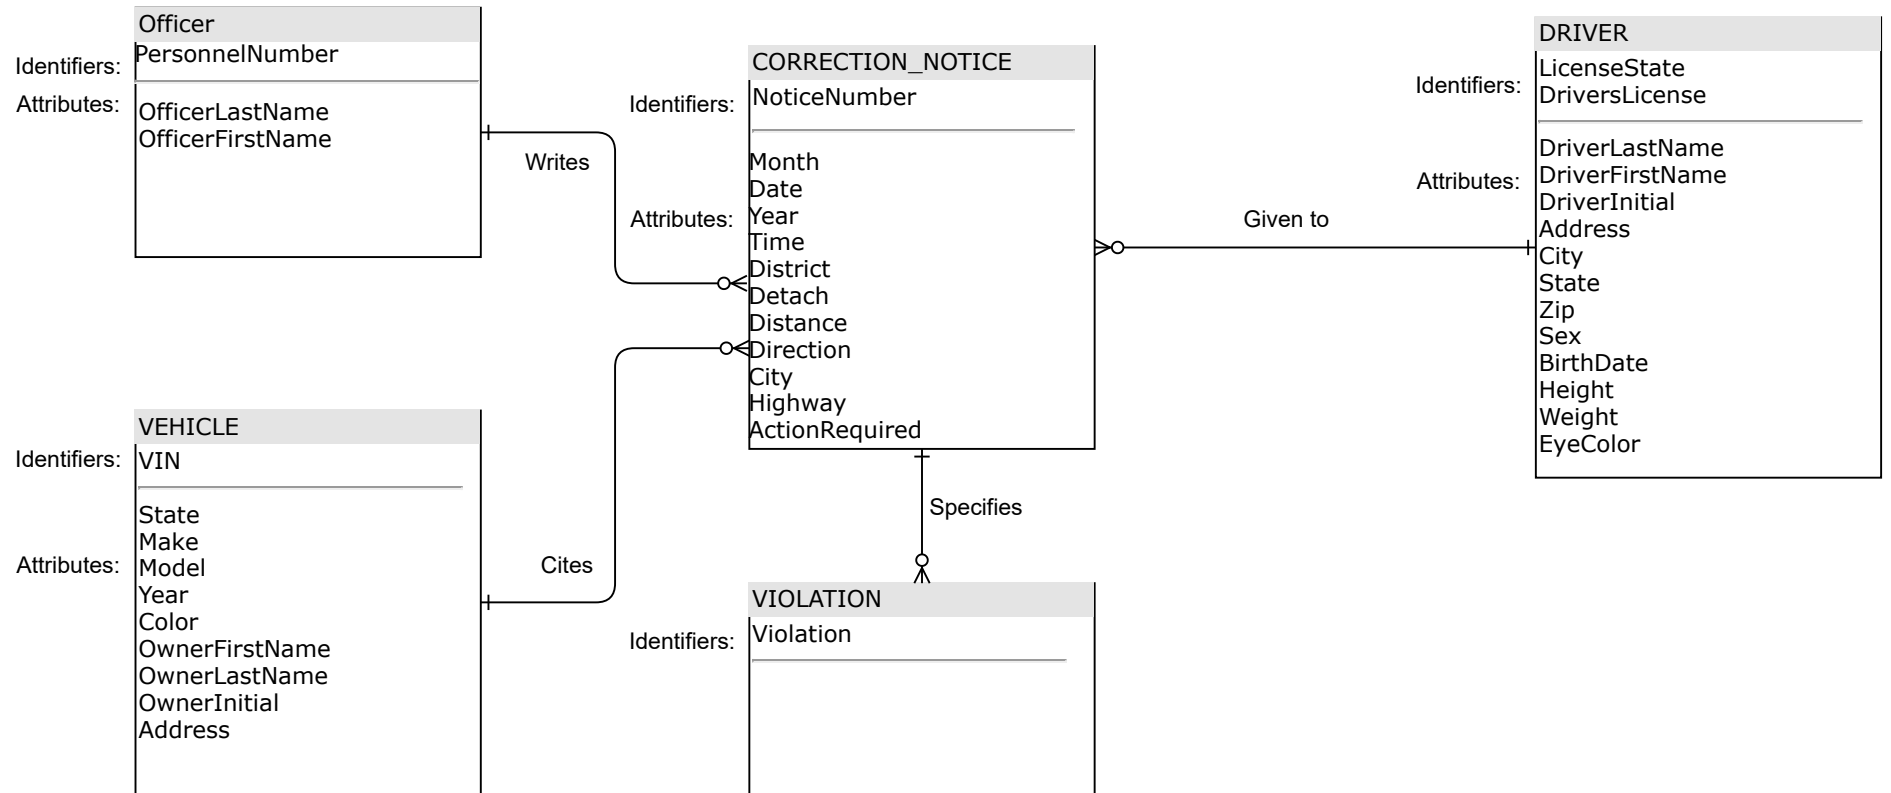 Officer
Identifiers:
PersonnelNumber
Attributes:
OfficerLastName
OfficerFirstName
Writes
CORRECTION_NOTICE
Identifiers:
NoticeNumber
Attributes:
Month
Date
Year
Time
District
Detach
Distance
Direction
City
Highway
ActionRequired
Given to
DRIVER
Identifiers:
LicenseState
DriversLicense
Attributes:
DriverLastName
DriverFirstName
DriverInitial
Address
City
State
Zip
Sex
BirthDate
Height
Weight
EyeColor
VEHICLE
Identifiers:
VIN
Attributes:
State
Make
Model
Year
Color
OwnerFirstName
OwnerLastName
OwnerInitial
Address
Cites
Specifies
VIOLATION
Identifiers:
Violation